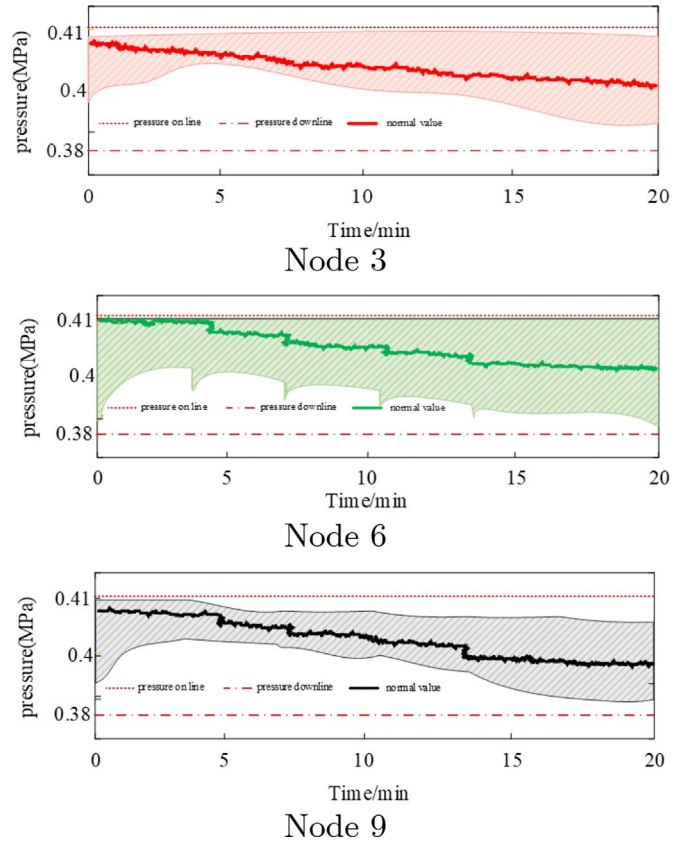 0.41
pressure(MPa)
0.4
pressure on line pressure downline normal value
0.38
0 5 10 15 20
Time/min
Node 3
0.41
pressure(MPa)
0.4
pressure on line pressure downline normal value
0.38
0 5 10 15 20
Time/min
Node 6
0.41
pressure(MPa)
0.4
pressure on line pressure downline normal value
0.38
0 5 10 15 20
Time/min
Node 9